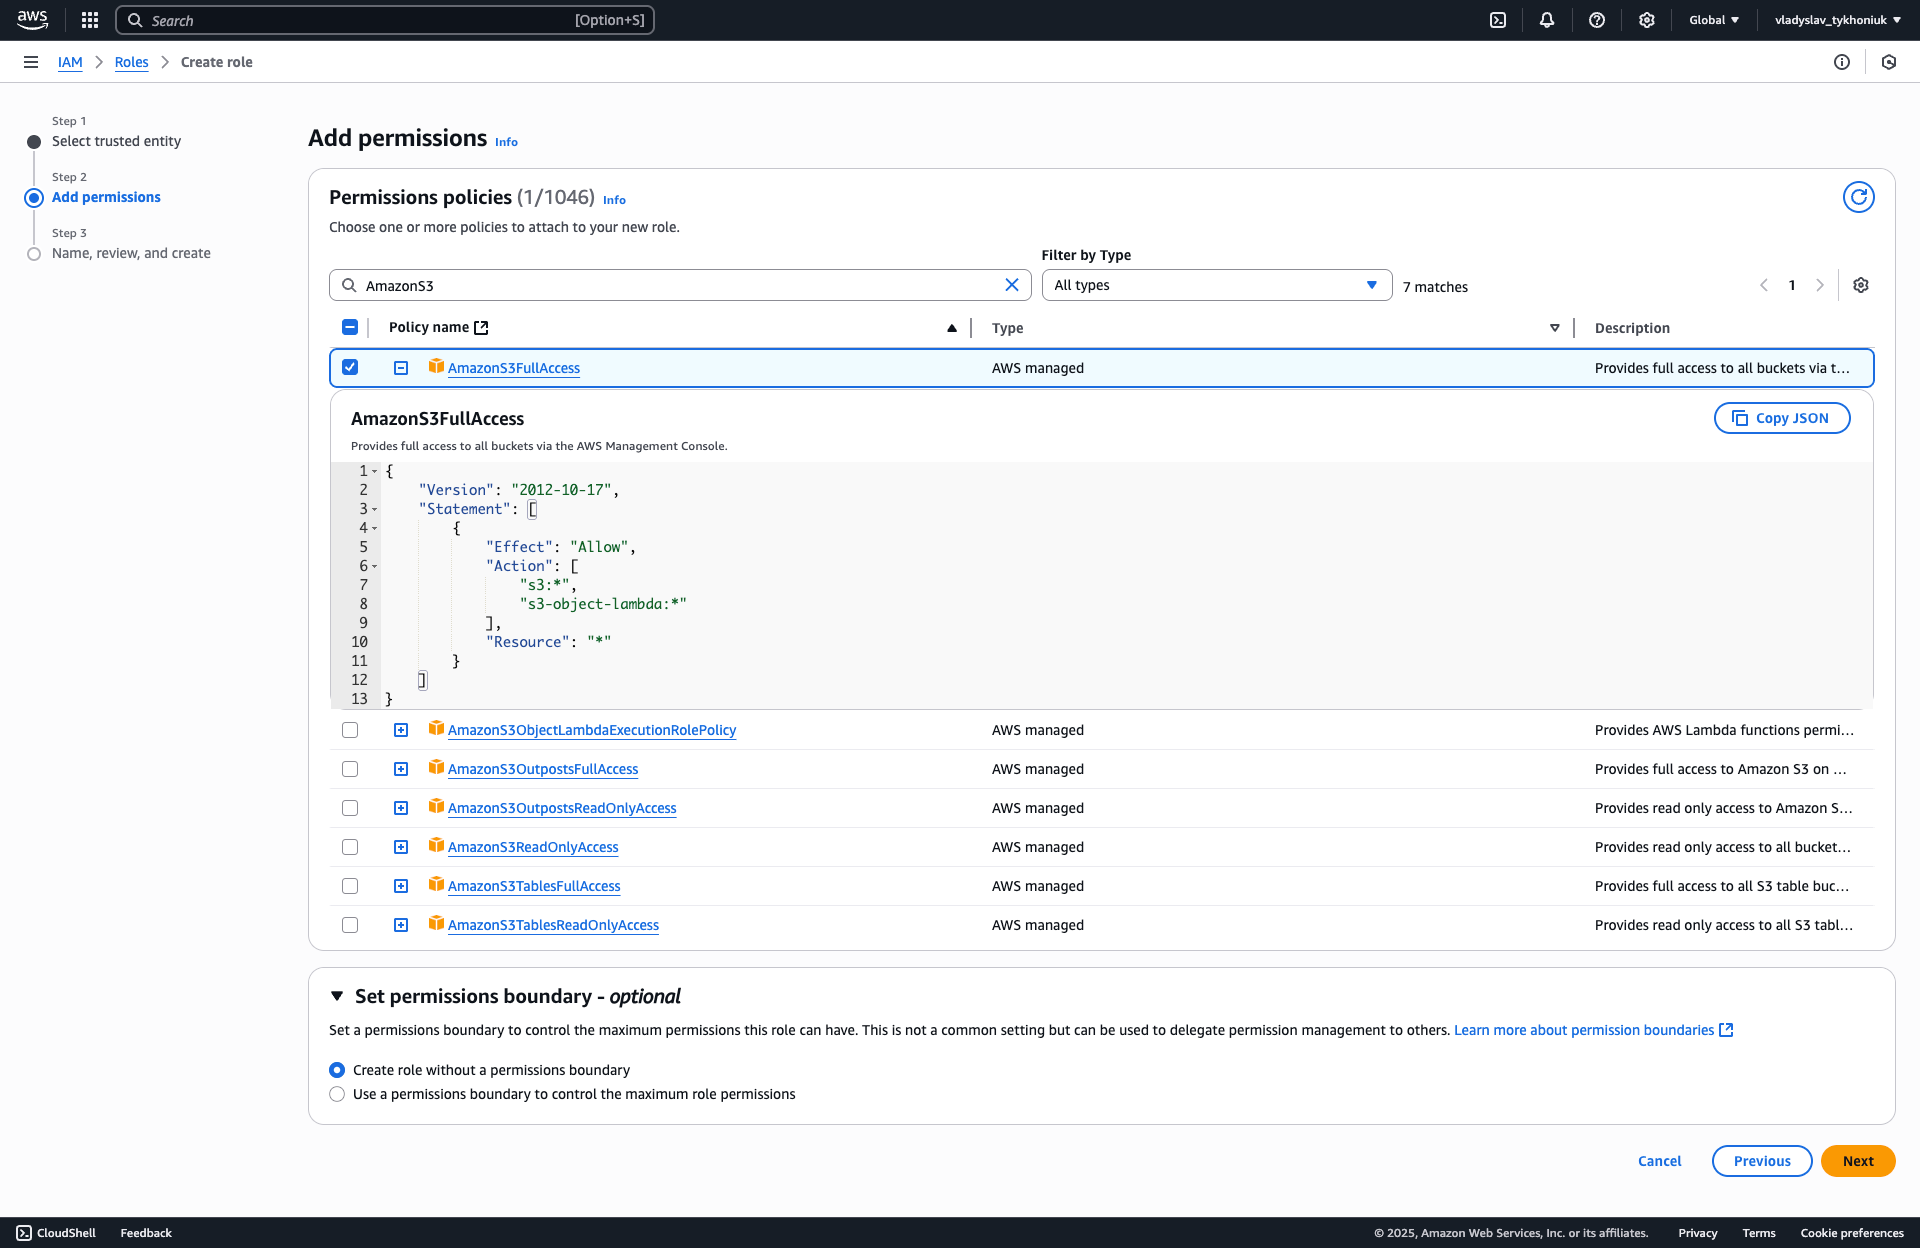 aws
Search [Option+S]
Global ▼ vladyslav_tykhoniuk ▼
IAM > Roles > Create role
Step 1
Select trusted entity
Step 2
Add permissions
Step 3
Name, review, and create
Add permissions Info
Permissions policies (1/1046) Info
Choose one or more policies to attach to your new role.
Filter by Type
AmazonS3
All types
7 matches
1
Policy name
Type
Description
AmazonS3FullAccess AWS managed Provides full access to all buckets via t...
AmazonS3FullAccess
Copy JSON
Provides full access to all buckets via the AWS Management Console.
1 {
2     "Version": "2012-10-17",
3     "Statement": [
4         {
5             "Effect": "Allow",
6             "Action": [
7                 "s3:*",
8                 "s3-object-lambda:*"
9             ],
10             "Resource": "*"
11         }
12     ]
13 }
AmazonS3ObjectLambdaExecutionRolePolicy AWS managed Provides AWS Lambda functions permi...
AmazonS3OutpostsFullAccess AWS managed Provides full access to Amazon S3 on ...
AmazonS3OutpostsReadOnlyAccess AWS managed Provides read only access to Amazon S...
AmazonS3ReadOnlyAccess AWS managed Provides read only access to all bucket...
AmazonS3TablesFullAccess AWS managed Provides full access to all S3 table buc...
AmazonS3TablesReadOnlyAccess AWS managed Provides read only access to all S3 tabl...
Set permissions boundary - optional
Set a permissions boundary to control the maximum permissions this role can have. This is not a common setting but can be used to delegate permission management to others. Learn more about permission boundaries
Create role without a permissions boundary
Use a permissions boundary to control the maximum role permissions
Cancel
Previous
Next
CloudShell Feedback © 2025, Amazon Web Services, Inc. or its affiliates. Privacy Terms Cookie preferences